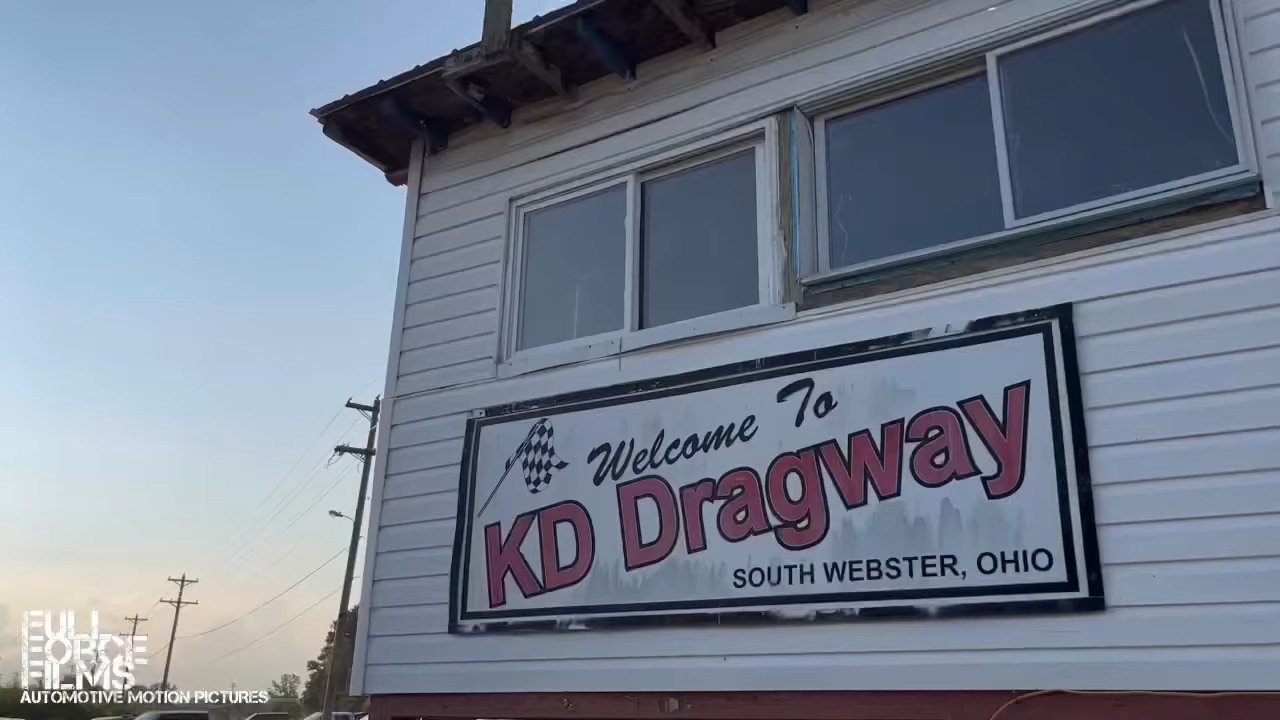 Welcome To
KD Dragway
SOUTH WEBSTER, OHIO
FULL
FORCE
FILMS
AUTOMOTIVE MOTION PICTURES